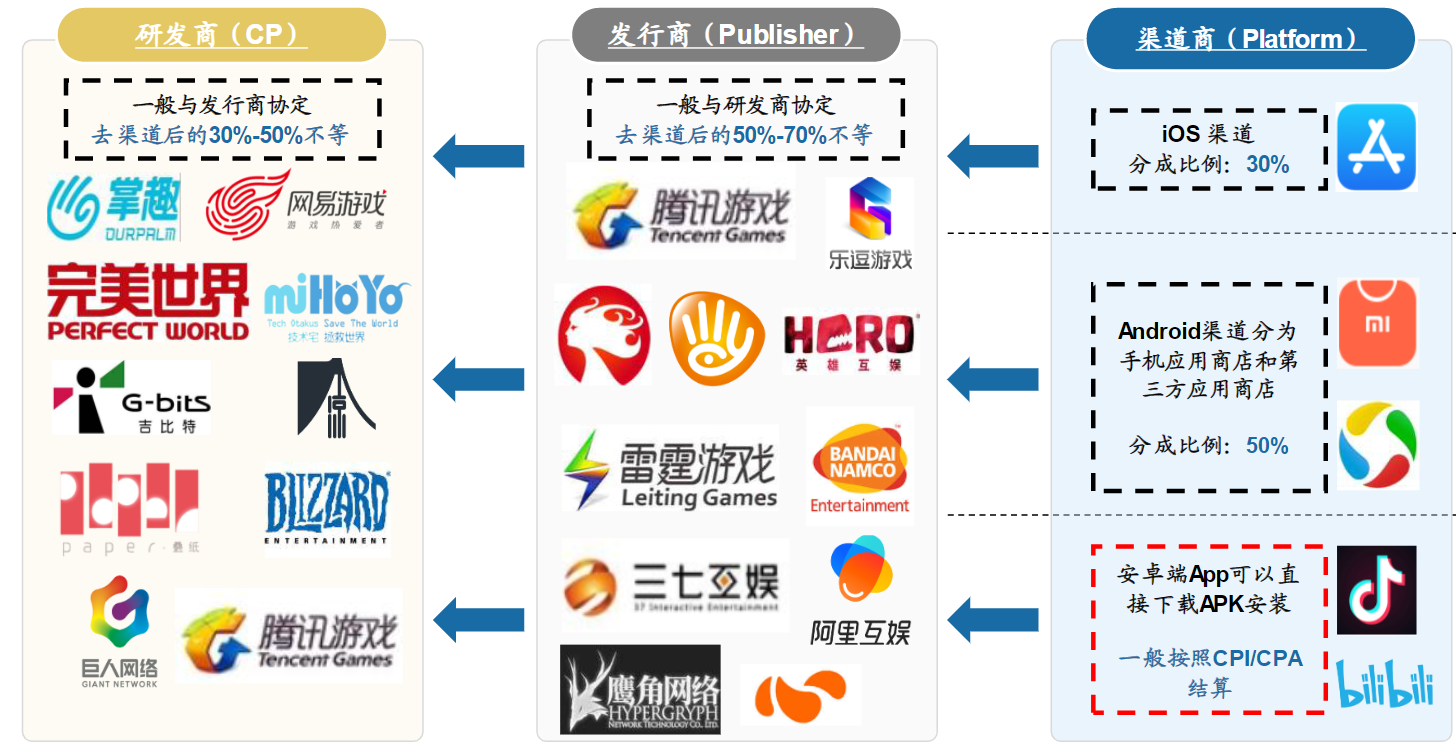 研发商（CP）
一般与发行商协定
去渠道后的30%-50%不等
掌趣
OURPALM
网易游戏
游戏热爱者
完美世界
PERFECT WORLD
miHoYo
Tech Otakus Save The World
技术宅 拯救世界
G-bits
吉比特
paper
paper·叠纸
BLIZZARD
ENTERTAINMENT
巨人网络
GIANT NETWORK
腾讯游戏
Tencent Games
发行商（Publisher）
一般与研发商协定
去渠道后的50%-70%不等
腾讯游戏
Tencent Games
乐逗游戏
HERO
英雄互娱
雷霆游戏
Leiting Games
BANDAI
NAMCO
Entertainment
三七互娱
37 Interactive Entertainment
阿里互娱
鹰角网络
HYPERGRYPH
NETWORK TECHNOLOGY CO., LTD.
渠道商（Platform）
iOS 渠道
分成比例：30%
mi
Android渠道分为
手机应用商店和第
三方应用商店
分成比例：50%
安卓端App可以直
接下载APK安装
一般按照CPI/CPA
结算
bilibili